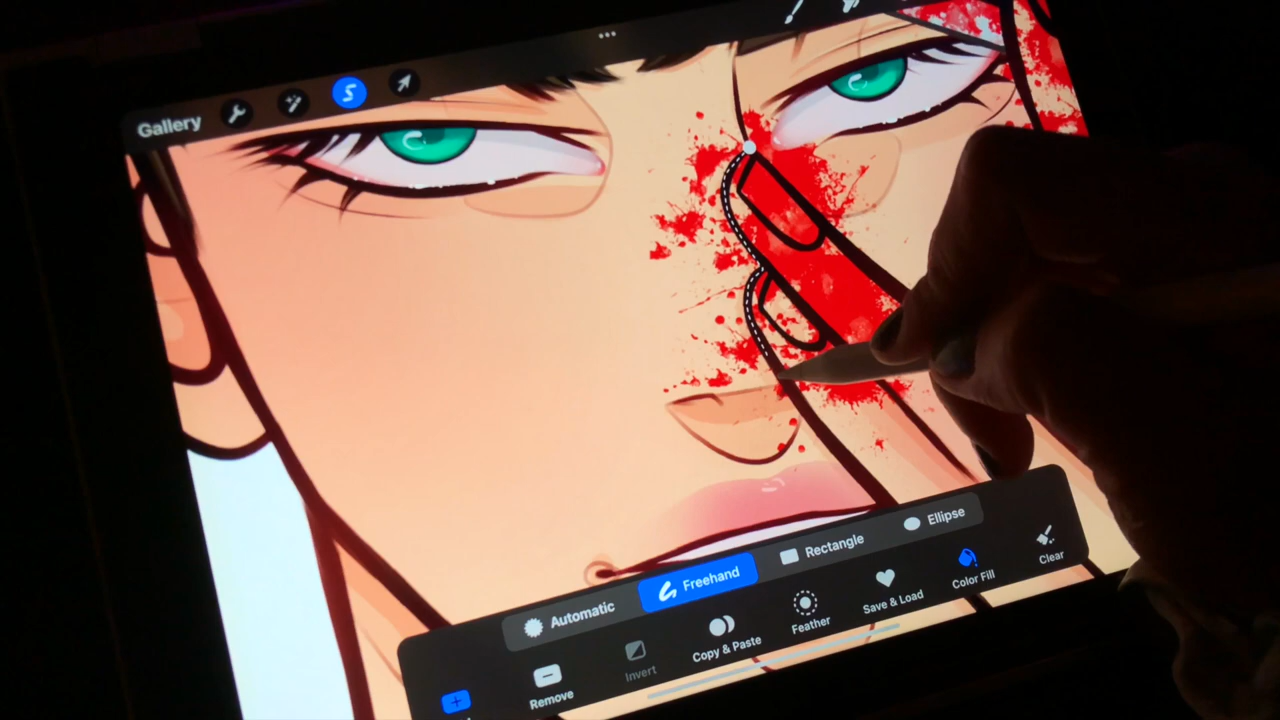 Gallery
Automatic
Freehand
Rectangle
Ellipse
Remove
Invert
Copy & Paste
Feather
Save & Load
Color Fill
Clear